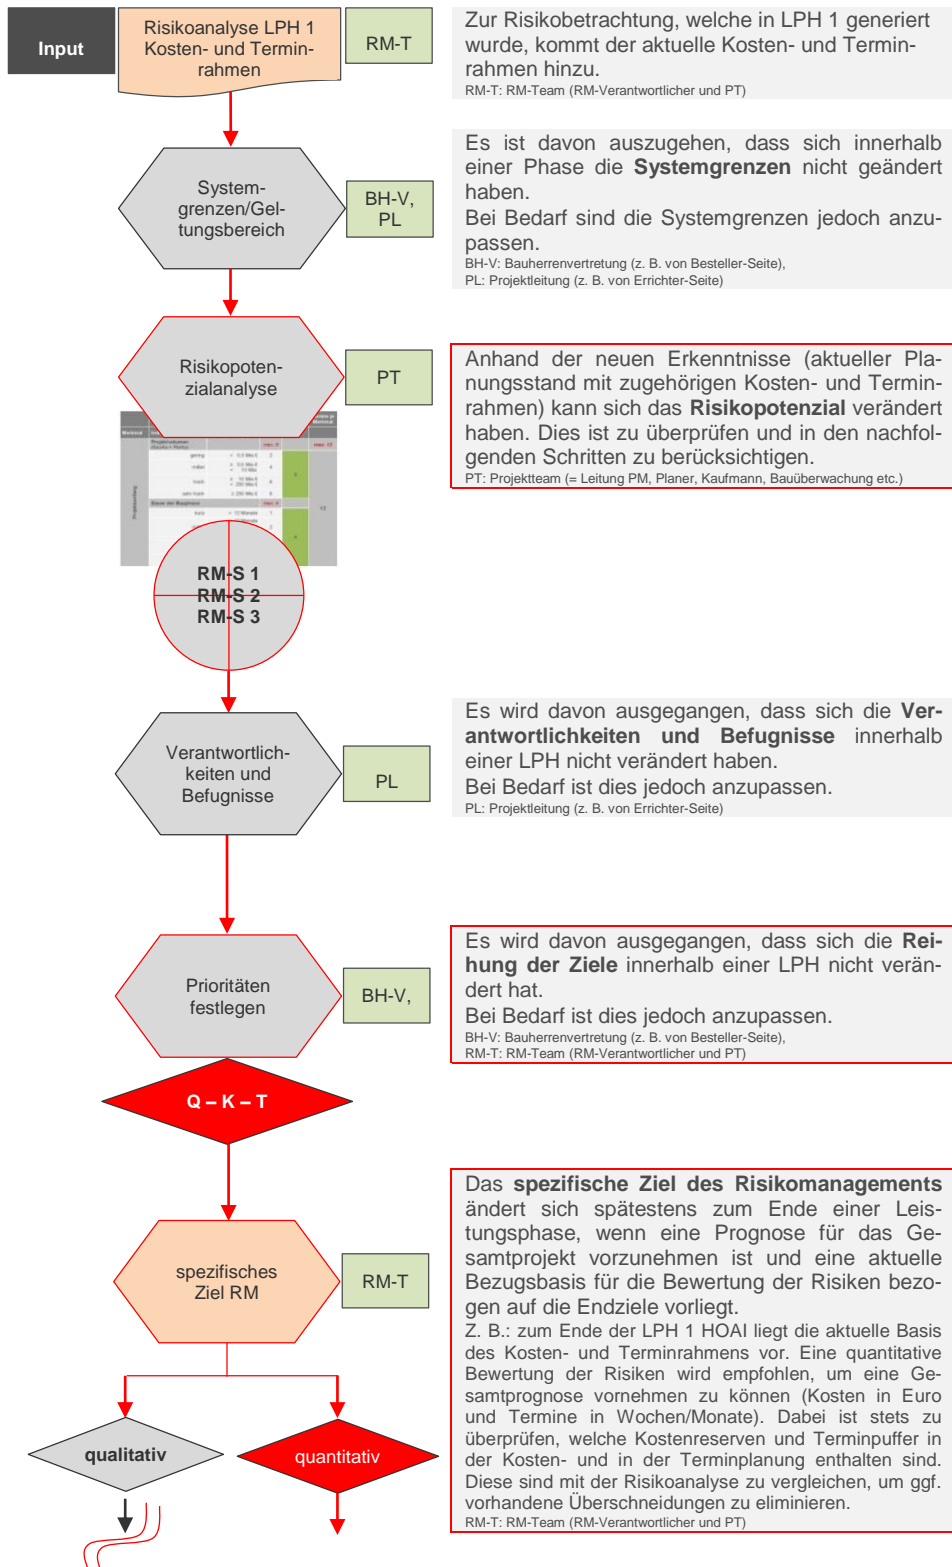 Input
Risikoanalyse LPH 1
Kosten- und Termin-
rahmen
RM-T
Zur Risikobetrachtung, welche in LPH 1 generiert
wurde, kommt der aktuelle Kosten- und Termin-
rahmen hinzu.
RM-T: RM-Team (RM-Verantwortlicher und PT)
System-
grenzen/Gel-
tungsbereich
BH-V,
PL
Es ist davon auszugehen, dass sich innerhalb
einer Phase die Systemgrenzen nicht geändert
haben.
Bei Bedarf sind die Systemgrenzen jedoch anzu-
passen.
BH-V: Bauherrenvertretung (z. B. von Besteller-Seite),
PL: Projektleitung (z. B. von Errichter-Seite)
Risikopoten-
zialanalyse
PT
Anhand der neuen Erkenntnisse (aktueller Pla-
nungsstand mit zugehörigen Kosten- und Termin-
rahmen) kann sich das Risikopotenzial verändert
haben. Dies ist zu überprüfen und in den nachfol-
genden Schritten zu berücksichtigen.
PT: Projektteam (= Leitung PM, Planer, Kaufmann, Bauüberwachung etc.)
Merkmal
gering
hoch
sehr hoch
kurz
RM-S 1
RM-S 2
RM-S 3
Verantwortlich-
keiten und
Befugnisse
PL
Es wird davon ausgegangen, dass sich die Ver-
antwortlichkeiten und Befugnisse innerhalb
einer LPH nicht verändert haben.
Bei Bedarf ist dies jedoch anzupassen.
PL: Projektleitung (z. B. von Errichter-Seite)
Prioritäten
festlegen
BH-V,
Es wird davon ausgegangen, dass sich die Rei-
hung der Ziele innerhalb einer LPH nicht verän-
dert hat.
Bei Bedarf ist dies jedoch anzupassen.
BH-V: Bauherrenvertretung (z. B. von Besteller-Seite),
RM-T: RM-Team (RM-Verantwortlicher und PT)
Q – K – T
spezifisches
Ziel RM
RM-T
Das spezifische Ziel des Risikomanagements
ändert sich spätestens zum Ende einer Leis-
tungsphase, wenn eine Prognose für das Ge-
samtprojekt vorzunehmen ist und eine aktuelle
Bezugsbasis für die Bewertung der Risiken bezo-
gen auf die Endziele vorliegt.
Z. B.: zum Ende der LPH 1 HOAI liegt die aktuelle Basis
des Kosten- und Terminrahmens vor. Eine quantitative
Bewertung der Risiken wird empfohlen, um eine Ge-
samtprognose vornehmen zu können (Kosten in Euro
und Termine in Wochen/Monate). Dabei ist stets zu
überprüfen, welche Kostenreserven und Terminpuffer in
der Kosten- und in der Terminplanung enthalten sind.
Diese sind mit der Risikoanalyse zu vergleichen, um ggf.
vorhandene Überschneidungen zu eliminieren.
RM-T: RM-Team (RM-Verantwortlicher und PT)
qualitativ
quantitativ